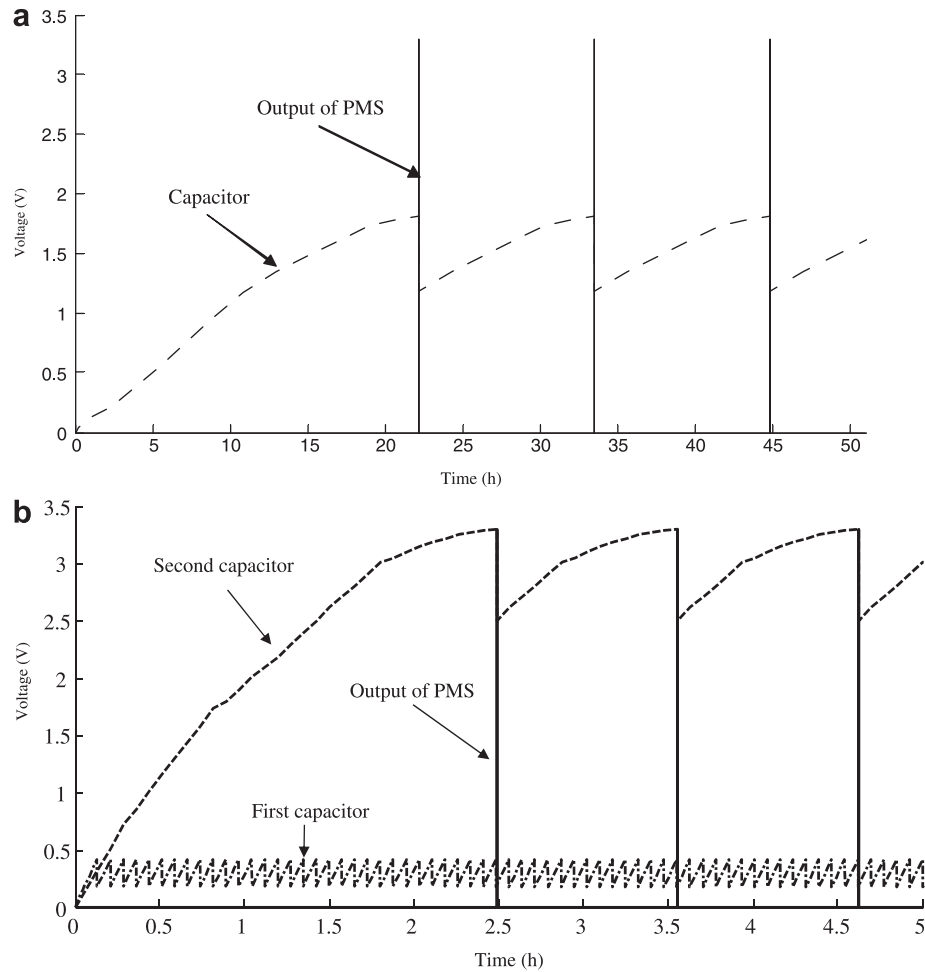 a
3.5
3
2.5
2
1.5
1
0.5
0
Voltage (V)
Output of PMS
Capacitor
0 5 10 15 20 25 30 35 40 45 50
Time (h)
b
3.5
3
2.5
2
1.5
1
0.5
0
Voltage (V)
Second capacitor
Output of PMS
First capacitor
0 0.5 1 1.5 2 2.5 3 3.5 4 4.5 5
Time (h)